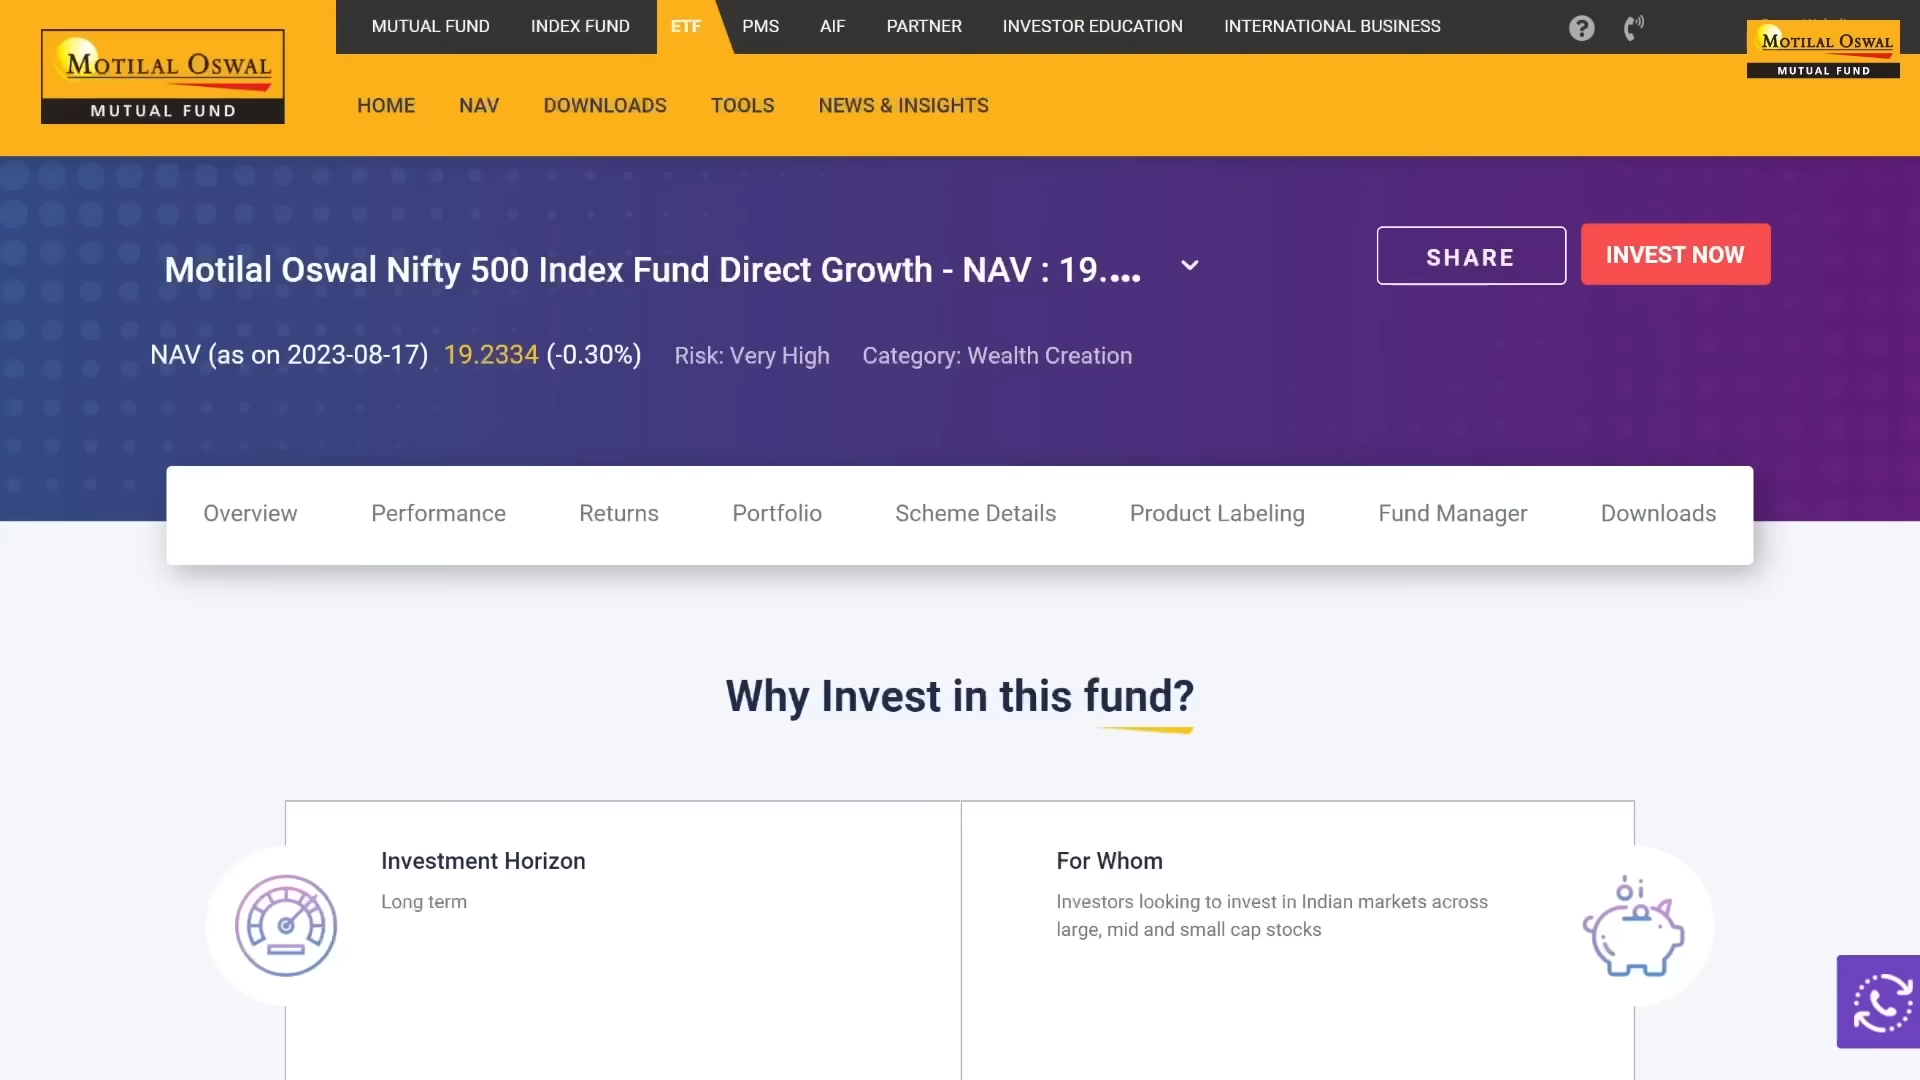 MUTUAL FUND INDEX FUND ETF PMS AIF PARTNER INVESTOR EDUCATION INTERNATIONAL BUSINESS
MOTILAL OSWAL
MUTUAL FUND
MOTILAL OSWAL
MUTUAL FUND
HOME NAV DOWNLOADS TOOLS NEWS & INSIGHTS
Motilal Oswal Nifty 500 Index Fund Direct Growth - NAV : 19....
SHARE
INVEST NOW
NAV (as on 2023-08-17) 19.2334 (-0.30%) Risk: Very High Category: Wealth Creation
Overview Performance Returns Portfolio Scheme Details Product Labeling Fund Manager Downloads
Why Invest in this fund?
Investment Horizon
Long term
For Whom
Investors looking to invest in Indian markets across
large, mid and small cap stocks